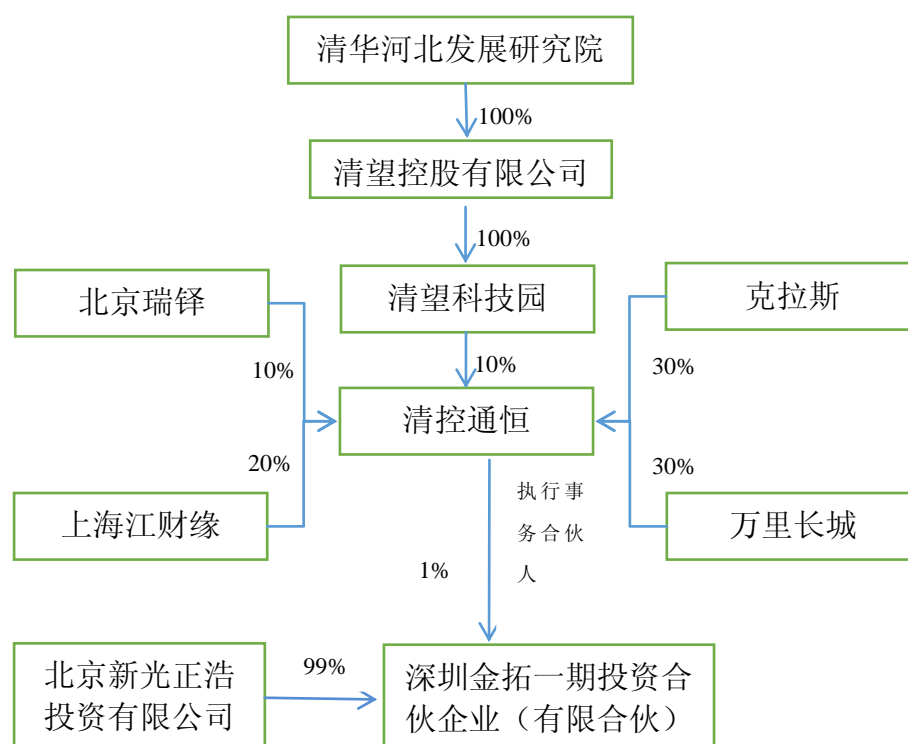 清华河北发展研究院
100%
清望控股有限公司
100%
北京瑞铎
清望科技园
克拉斯
10%
10%
30%
清控通恒
20%
30%
上海江财缘
万里长城
执行事
务合伙
人
1%
北京新光正浩
投资有限公司
99%
深圳金拓一期投资合
伙企业（有限合伙）